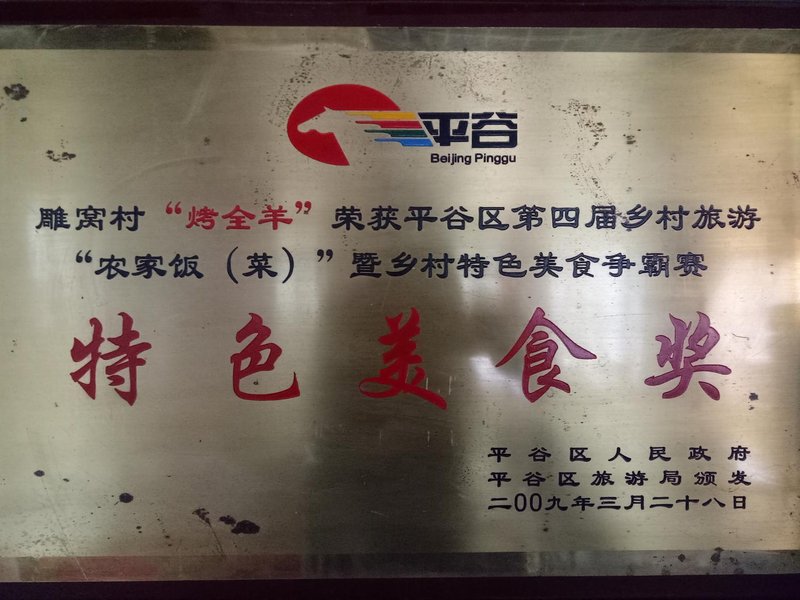 平谷
Beijing Pinggu
雕窝村“烤全羊”荣获平谷区第四届乡村旅游
“农家饭（菜）”暨乡村特色美食争霸赛
特色美食奖
平谷区人民政府
平谷区旅游局颁发
二00九年三月二十八日